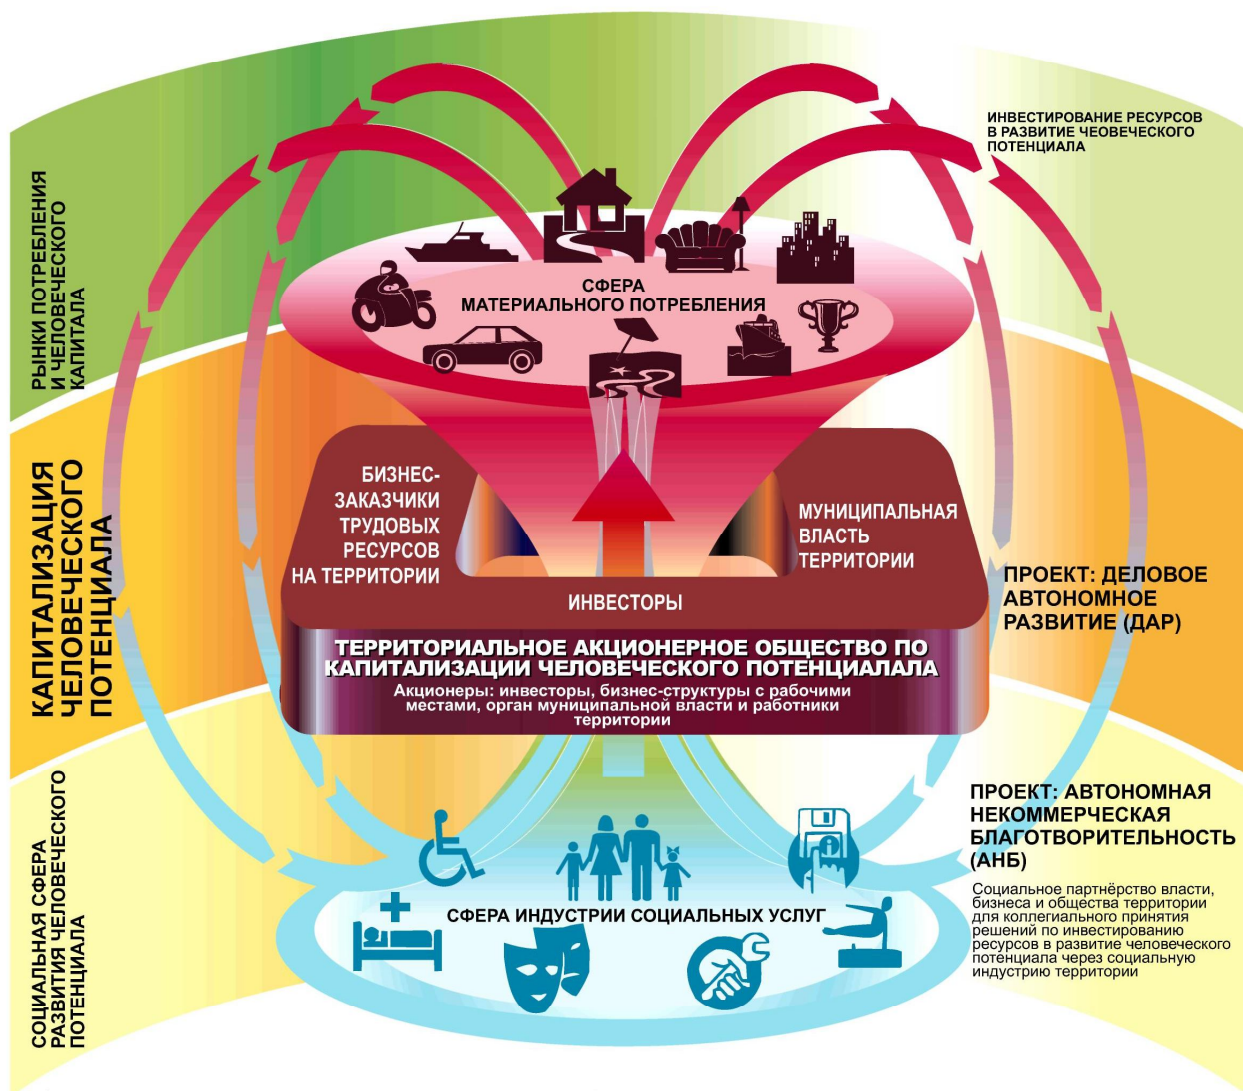 РЫНКИ ПОТРЕБЛЕНИЯ
И ЧЕЛОВЕЧЕСКОГО
КАПИТАЛА
ИНВЕСТИРОВАНИЕ РЕСУРСОВ
В РАЗВИТИЕ ЧЕОВЕЧЕСКОГО
ПОТЕНЦИАЛА
СФЕРА
МАТЕРИАЛЬНОГО ПОТРЕБЛЕНИЯ
КАПИТАЛИЗАЦИЯ
ЧЕЛОВЕЧЕСКОГО
ПОТЕНЦИАЛА
БИЗНЕС-
ЗАКАЗЧИКИ
ТРУДОВЫХ
РЕСУРСОВ
НА ТЕРРИТОРИИ
МУНИЦИПАЛЬНАЯ
ВЛАСТЬ
ТЕРРИТОРИИ
ИНВЕСТОРЫ
ПРОЕКТ: ДЕЛОВОЕ
АВТОНОМНОЕ
РАЗВИТИЕ (ДАР)
ТЕРРИТОРИАЛЬНОЕ АКЦИОНЕРНОЕ ОБЩЕСТВО ПО
КАПИТАЛИЗАЦИИ ЧЕЛОВЕЧЕСКОГО ПОТЕНЦИАЛАЛА
Акционеры: инвесторы, бизнес-структуры с рабочими
местами, орган муниципальной власти и работники
территории
СОЦИАЛЬНАЯ СФЕРА
РАЗВИТИЯ ЧЕЛОВЕЧЕСКОГО
ПОТЕНЦИАЛА
СФЕРА ИНДУСТРИИ СОЦИАЛЬНЫХ УСЛУГ
ПРОЕКТ: АВТОНОМНАЯ
НЕКОММЕРЧЕСКАЯ
БЛАГОТВОРИТЕЛЬНОСТЬ
(АНБ)
Социальное партнёрство власти,
бизнеса и общества территории
для коллегиального принятия
решений по инвестированию
ресурсов в развитие человеческого
потенциала через социальную
индустрию территории